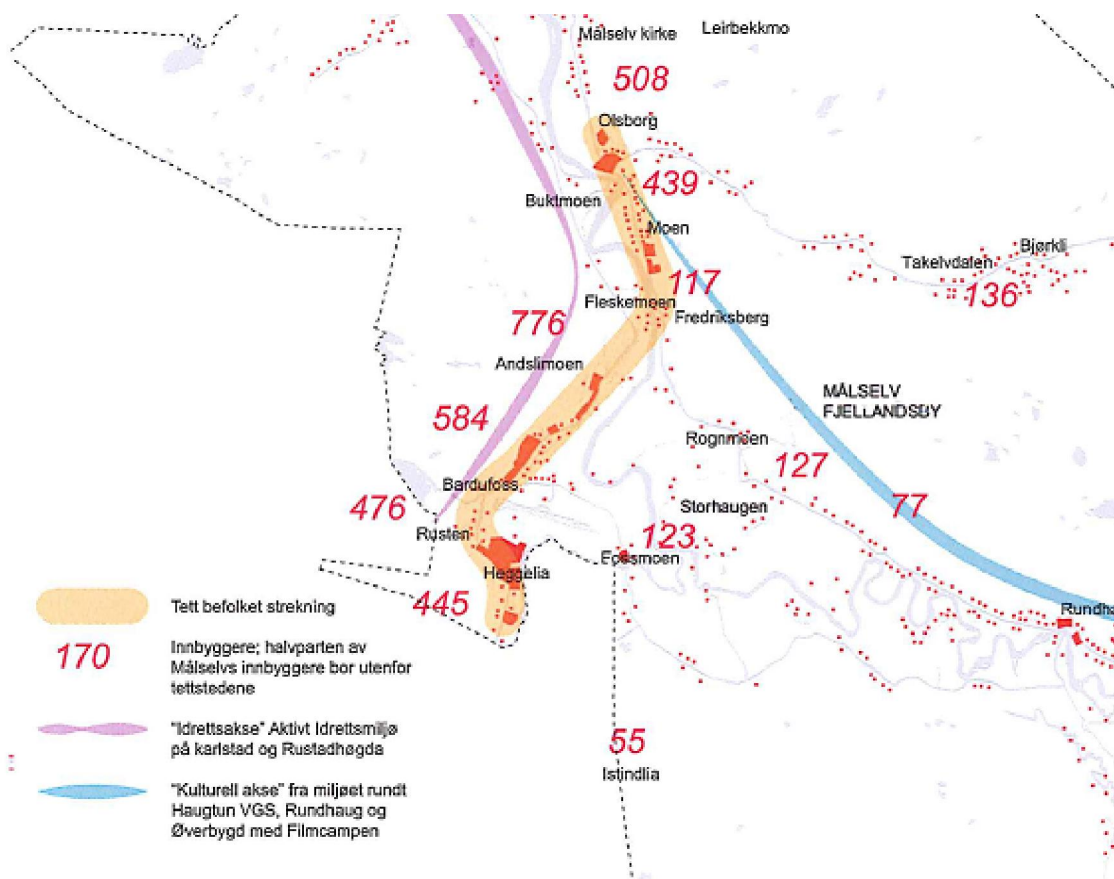 Målselv kirke
Leirbekkmo
508
Olsborg
439
Buktmoen
Moen
Bjørkli
Takelvdalen
136
117
Fleskemoen
Fredriksberg
776
Andslimoen
MÅLSELV
FJELLANDSBY
584
Rognmoen
127
Bardufoss
77
476
Storhaugen
Rusten
123
Fossmoen
Heggelia
445
Rundha
Tett befolket strekning
170
Innbyggere; halvparten av
Målselvs innbyggere bor utenfor
tettstedene
"Idrettsakse" Aktivt Idrettsmiljø
på karlstad og Rustadhøgda
55
Istindlia
"Kulturell akse" fra miljøet rundt
Haugtun VGS, Rundhaug og
Øverbygd med Filmcampen